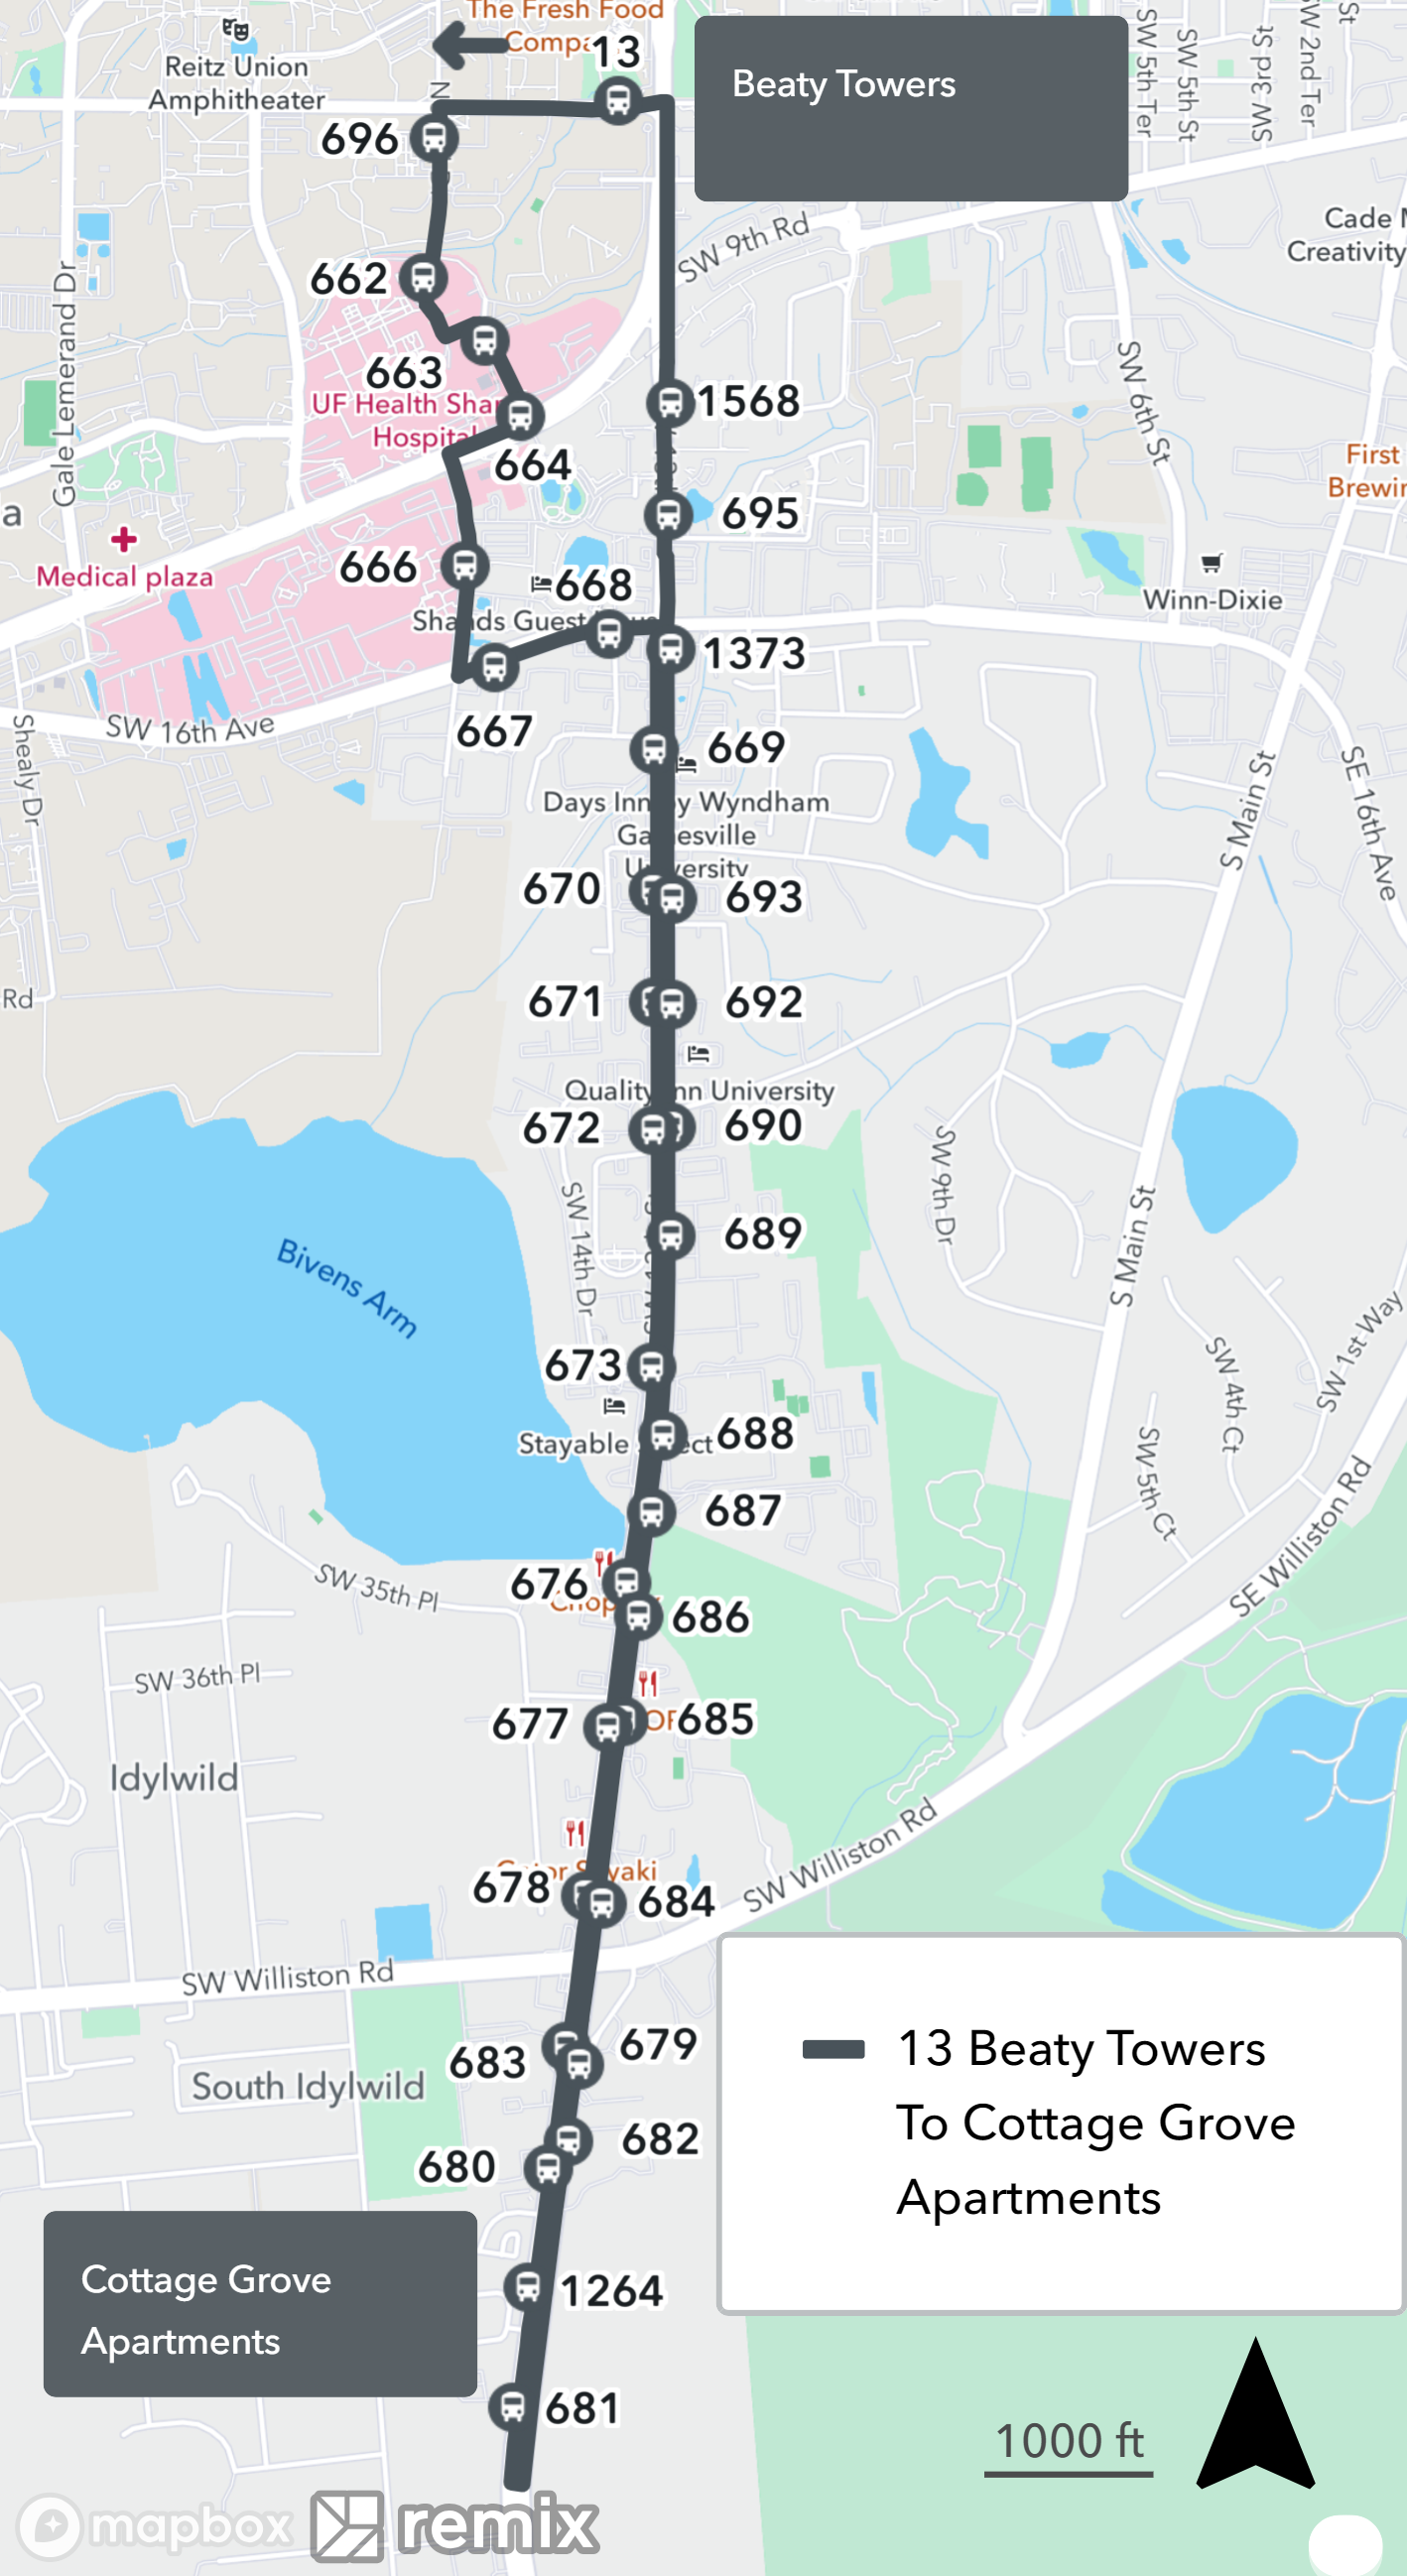 The Fresh Food
13
Beaty Towers
Reitz Union
Amphitheater
N
696
SW 5th Ter
SW 5th St
SW 3rd St
SW 2nd Ter
St
SW 9th Rd
Cade
Creativity
662
Gale Lemerand Dr
663
UF Health
Hospital
664
1568
SW 6th St
First
a
695
Medical plaza
666
668
Winn-Dixie
1373
667
SW 16th Ave
Shealy Dr
669
Days Inn by Wyndham
Gainesville
University
S Main St
SE 16th Ave
670
693
Rd
671
692
Quality Inn University
672
690
SW 14th Dr
SW 9th Dr
689
S Main St
Bivens Arm
673
SW 4th Ct
SW 1st Way
Stayable
688
SW 5th Ct
687
SE Williston Rd
SW 35th Pl
676
686
SW 36th Pl
677
685
Idylwild
678
684
SW Williston Rd
SW Williston Rd
683
679
South Idylwild
682
680
13 Beaty Towers
To Cottage Grove
Apartments
Cottage Grove
Apartments
1264
681
1000 ft
mapbox
remix